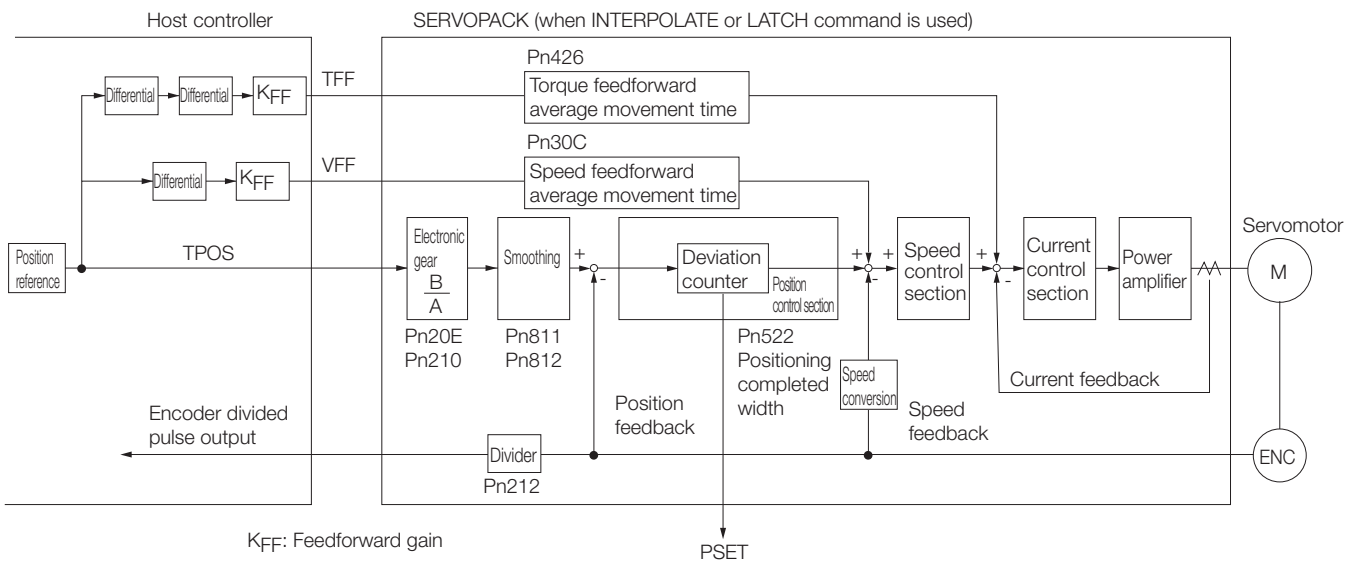 Host controller
SERVOPACK (when INTERPOLATE or LATCH command is used)
Pn426
TFF
Differential
Differential
KFF
Torque feedforward
average movement time
Pn30C
VFF
Differential
KFF
Speed feedforward
average movement time
Position
reference
TPOS
Electronic
gear
B
A
Pn20E
Pn210
Smoothing
Pn811
Pn812
+
-
Deviation
counter
Position
control section
Pn522
Positioning
completed
width
+
-
+
Speed
control
section
+
-
Current
control
section
Power
amplifier
Servomotor
M
Current feedback
Speed
conversion
Position
feedback
Speed
feedback
Encoder divided
pulse output
Divider
Pn212
ENC
KFF: Feedforward gain
PSET